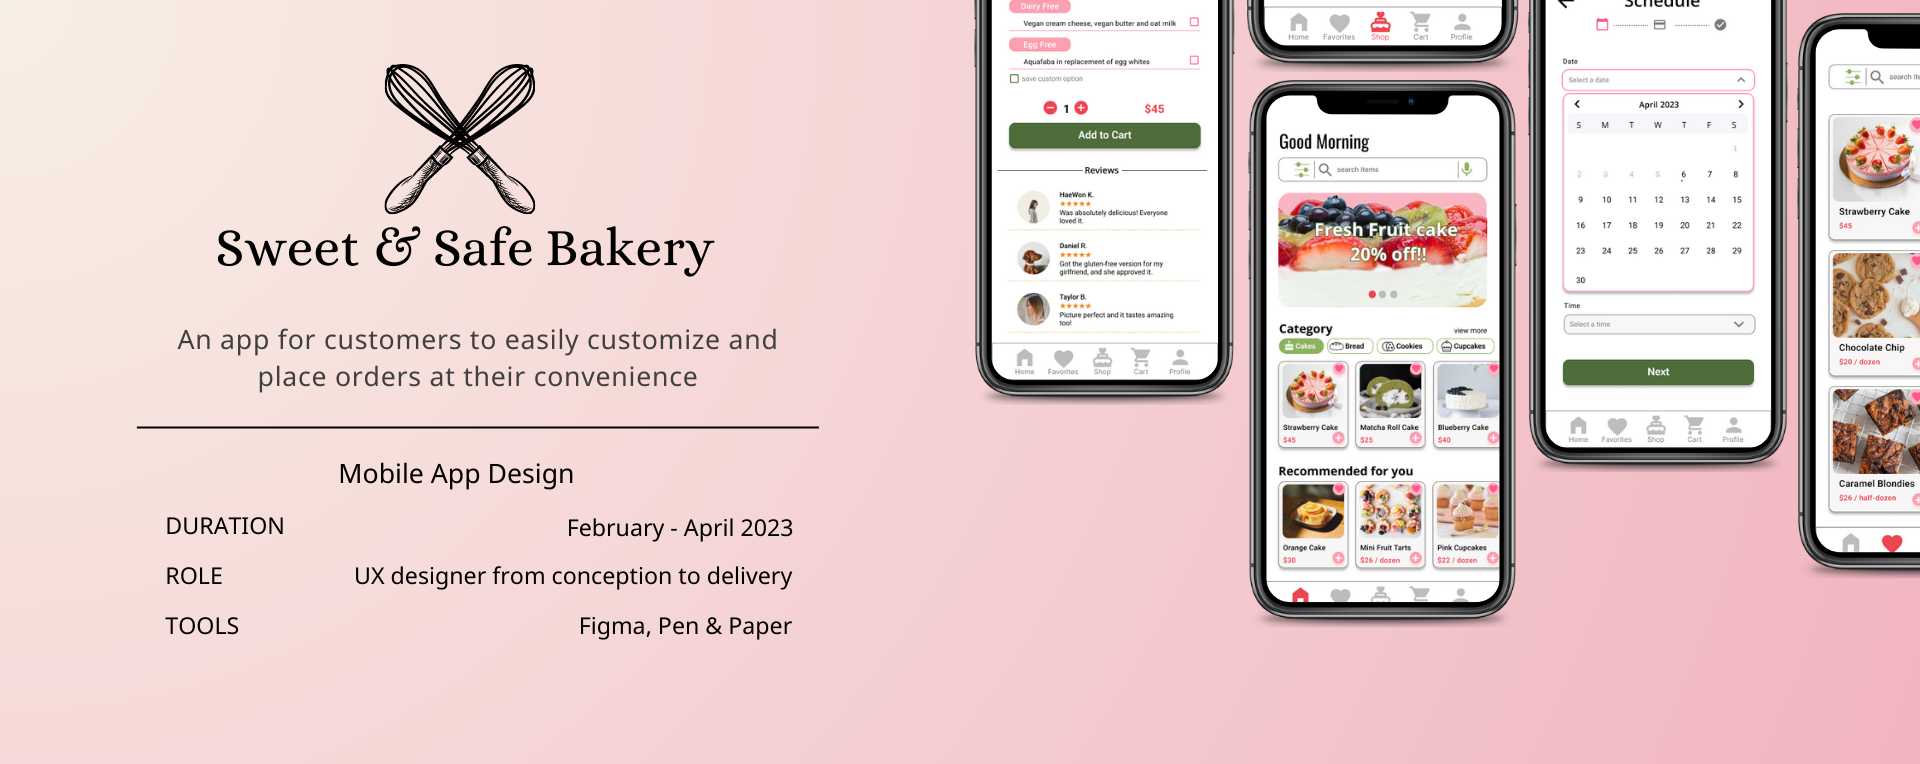 Sweet & Safe Bakery
An app for customers to easily customize and
place orders at their convenience
Mobile App Design
DURATION February - April 2023
ROLE UX designer from conception to delivery
TOOLS Figma, Pen & Paper
Dairy Free
Vegan cream cheese, vegan butter and oat milk
Egg Free
Aquafaba in replacement of egg whites
save custom option
1 $45
Add to Cart
Reviews
HaeWon K.
Was absolutely delicious! Everyone
loved it.
Daniel R.
Got the gluten-free version for my
girlfriend, and she approved it.
Taylor B.
Picture perfect and it tastes amazing
too!
Home Favorites Shop Cart Profile
Home Favorites Shop Cart Profile
Good Morning
search items
Fresh Fruit cake
20% off!!
Category view more
Cakes Bread Cookies Cupcakes
Strawberry Cake Matcha Roll Cake Blueberry Cake
$45 $25 $40
Recommended for you
Orange Cake Mini Fruit Tarts Pink Cupcakes
$30 $26 / dozen $22 / dozen
Schedule
Date
Select a date
April 2023
S M T W T F S
1
2 3 4 5 6 7 8
9 10 11 12 13 14 15
16 17 18 19 20 21 22
23 24 25 26 27 28 29
30
Time
Select a time
Next
Home Favorites Shop Cart Profile
search ite
Strawberry Cake
$45
Chocolate Chip
$20 / dozen
Caramel Blondies
$26 / half-dozen